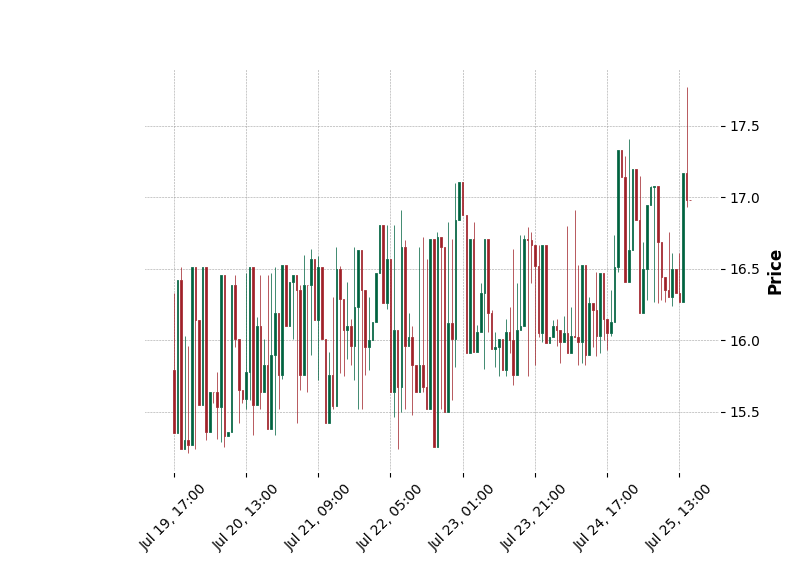 17.5
17.0
16.5
16.0
15.5
Price
Jul 19, 17:00
Jul 20, 13:00
Jul 21, 09:00
Jul 22, 05:00
Jul 23, 01:00
Jul 23, 21:00
Jul 24, 17:00
Jul 25, 13:00